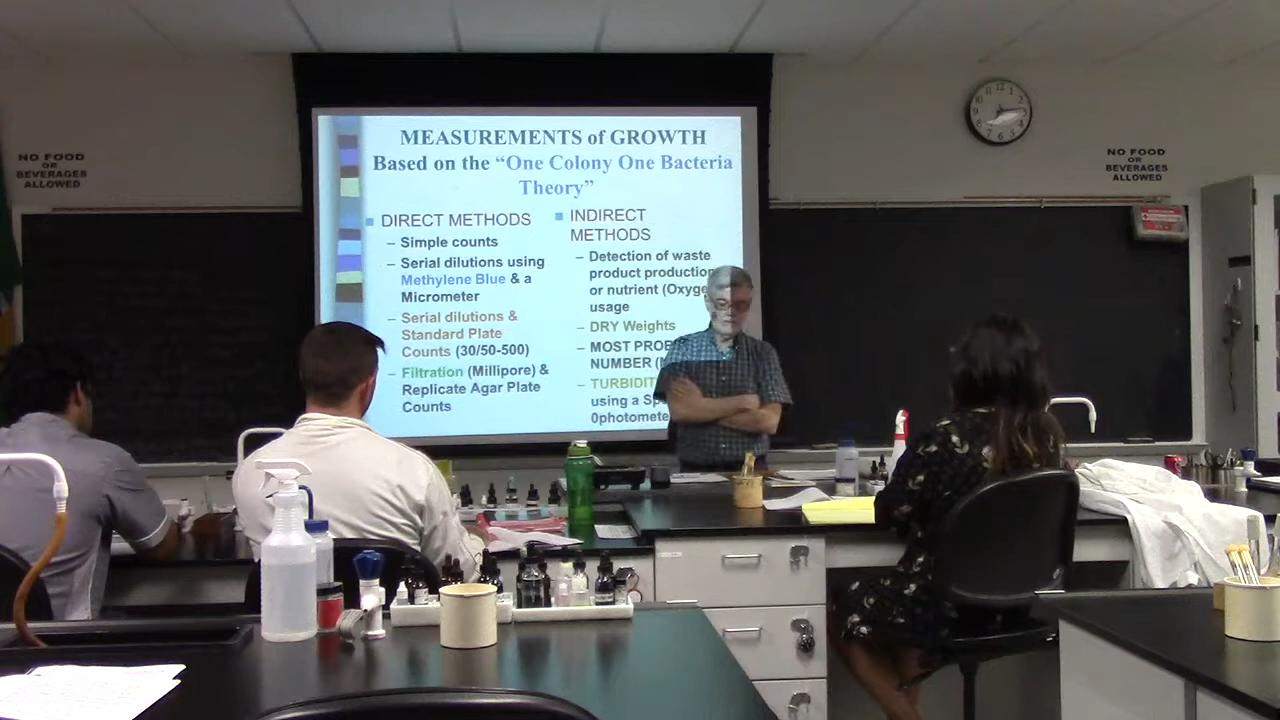 MEASUREMENTS of GROWTH
Based on the “One Colony One Bacteria
Theory”
DIRECT METHODS
– Simple counts
– Serial dilutions using
Methylene Blue & a
Micrometer
– Serial dilutions &
Standard Plate
Counts (30/50-500)
– Filtration (Millipore) &
Replicate Agar Plate
Counts
INDIRECT
METHODS
– Detection of waste
product production
or nutrient (Oxyge
usage
– DRY Weights
– MOST PROB
NUMBER (
– TURBIDIT
using a Sp
0photomete
NO FOOD
OR
BEVERAGES
ALLOWED
NO FOOD
OR
BEVERAGES
ALLOWED